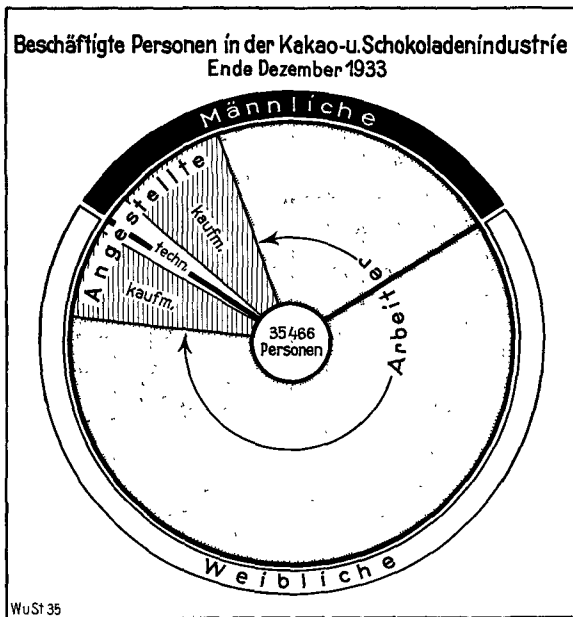 Beschäftigte Personen in der Kakao-u. Schokoladenindustrie
Ende Dezember 1933
Männliche
Angestellte
kaufm.
techn.
kaufm.
Arbeiter
35466
Personen
Weibliche
WuSt 35